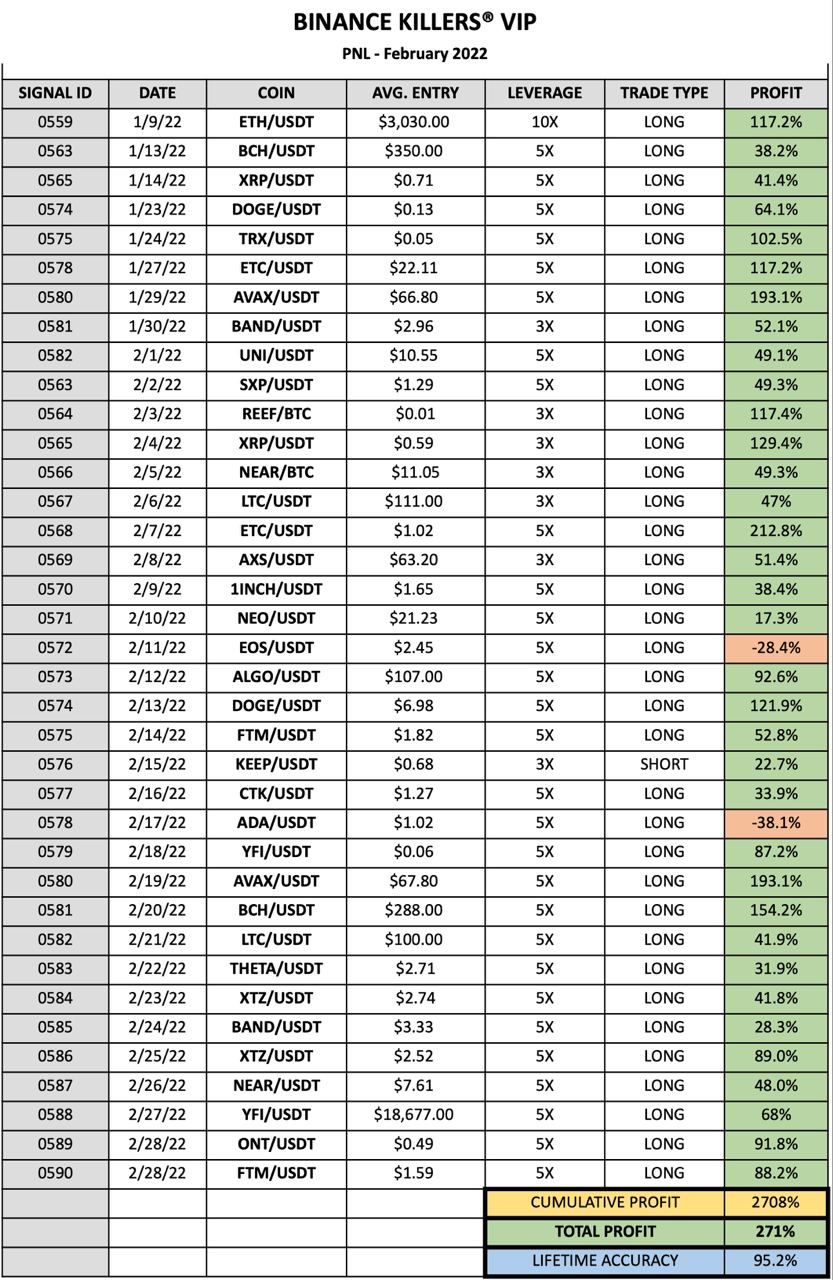 BINANCE KILLERS® VIP
PNL - February 2022
SIGNAL ID DATE COIN AVG. ENTRY LEVERAGE TRADE TYPE PROFIT
0559 1/9/22 ETH/USDT $3,030.00 10X LONG 117.2%
0563 1/13/22 BCH/USDT $350.00 5X LONG 38.2%
0565 1/14/22 XRP/USDT $0.71 5X LONG 41.4%
0574 1/23/22 DOGE/USDT $0.13 5X LONG 64.1%
0575 1/24/22 TRX/USDT $0.05 5X LONG 102.5%
0578 1/27/22 ETC/USDT $22.11 5X LONG 117.2%
0580 1/29/22 AVAX/USDT $66.80 5X LONG 193.1%
0581 1/30/22 BAND/USDT $2.96 3X LONG 52.1%
0582 2/1/22 UNI/USDT $10.55 5X LONG 49.1%
0563 2/2/22 SXP/USDT $1.29 5X LONG 49.3%
0564 2/3/22 REEF/BTC $0.01 3X LONG 117.4%
0565 2/4/22 XRP/USDT $0.59 3X LONG 129.4%
0566 2/5/22 NEAR/BTC $11.05 3X LONG 49.3%
0567 2/6/22 LTC/USDT $111.00 3X LONG 47%
0568 2/7/22 ETC/USDT $1.02 5X LONG 212.8%
0569 2/8/22 AXS/USDT $63.20 3X LONG 51.4%
0570 2/9/22 1INCH/USDT $1.65 5X LONG 38.4%
0571 2/10/22 NEO/USDT $21.23 5X LONG 17.3%
0572 2/11/22 EOS/USDT $2.45 5X LONG -28.4%
0573 2/12/22 ALGO/USDT $107.00 5X LONG 92.6%
0574 2/13/22 DOGE/USDT $6.98 5X LONG 121.9%
0575 2/14/22 FTM/USDT $1.82 5X LONG 52.8%
0576 2/15/22 KEEP/USDT $0.68 3X SHORT 22.7%
0577 2/16/22 CTK/USDT $1.27 5X LONG 33.9%
0578 2/17/22 ADA/USDT $1.02 5X LONG -38.1%
0579 2/18/22 YFI/USDT $0.06 5X LONG 87.2%
0580 2/19/22 AVAX/USDT $67.80 5X LONG 193.1%
0581 2/20/22 BCH/USDT $288.00 5X LONG 154.2%
0582 2/21/22 LTC/USDT $100.00 5X LONG 41.9%
0583 2/22/22 THETA/USDT $2.71 5X LONG 31.9%
0584 2/23/22 XTZ/USDT $2.74 5X LONG 41.8%
0585 2/24/22 BAND/USDT $3.33 5X LONG 28.3%
0586 2/25/22 XTZ/USDT $2.52 5X LONG 89.0%
0587 2/26/22 NEAR/USDT $7.61 5X LONG 48.0%
0588 2/27/22 YFI/USDT $18,677.00 5X LONG 68%
0589 2/28/22 ONT/USDT $0.49 5X LONG 91.8%
0590 2/28/22 FTM/USDT $1.59 5X LONG 88.2%
CUMULATIVE PROFIT 2708%
TOTAL PROFIT 271%
LIFETIME ACCURACY 95.2%